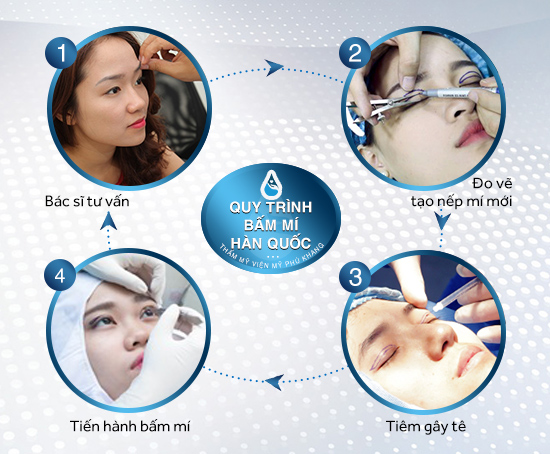 1
2
Bác sĩ tư vấn
Đo vẽ
tạo nếp mí mới
QUY TRÌNH
BẤM MÍ
HÀN QUỐC
THẨM MỸ VIỆN MỸ PHÚ KHANG
4
3
Tiến hành bấm mí
Tiêm gây tê